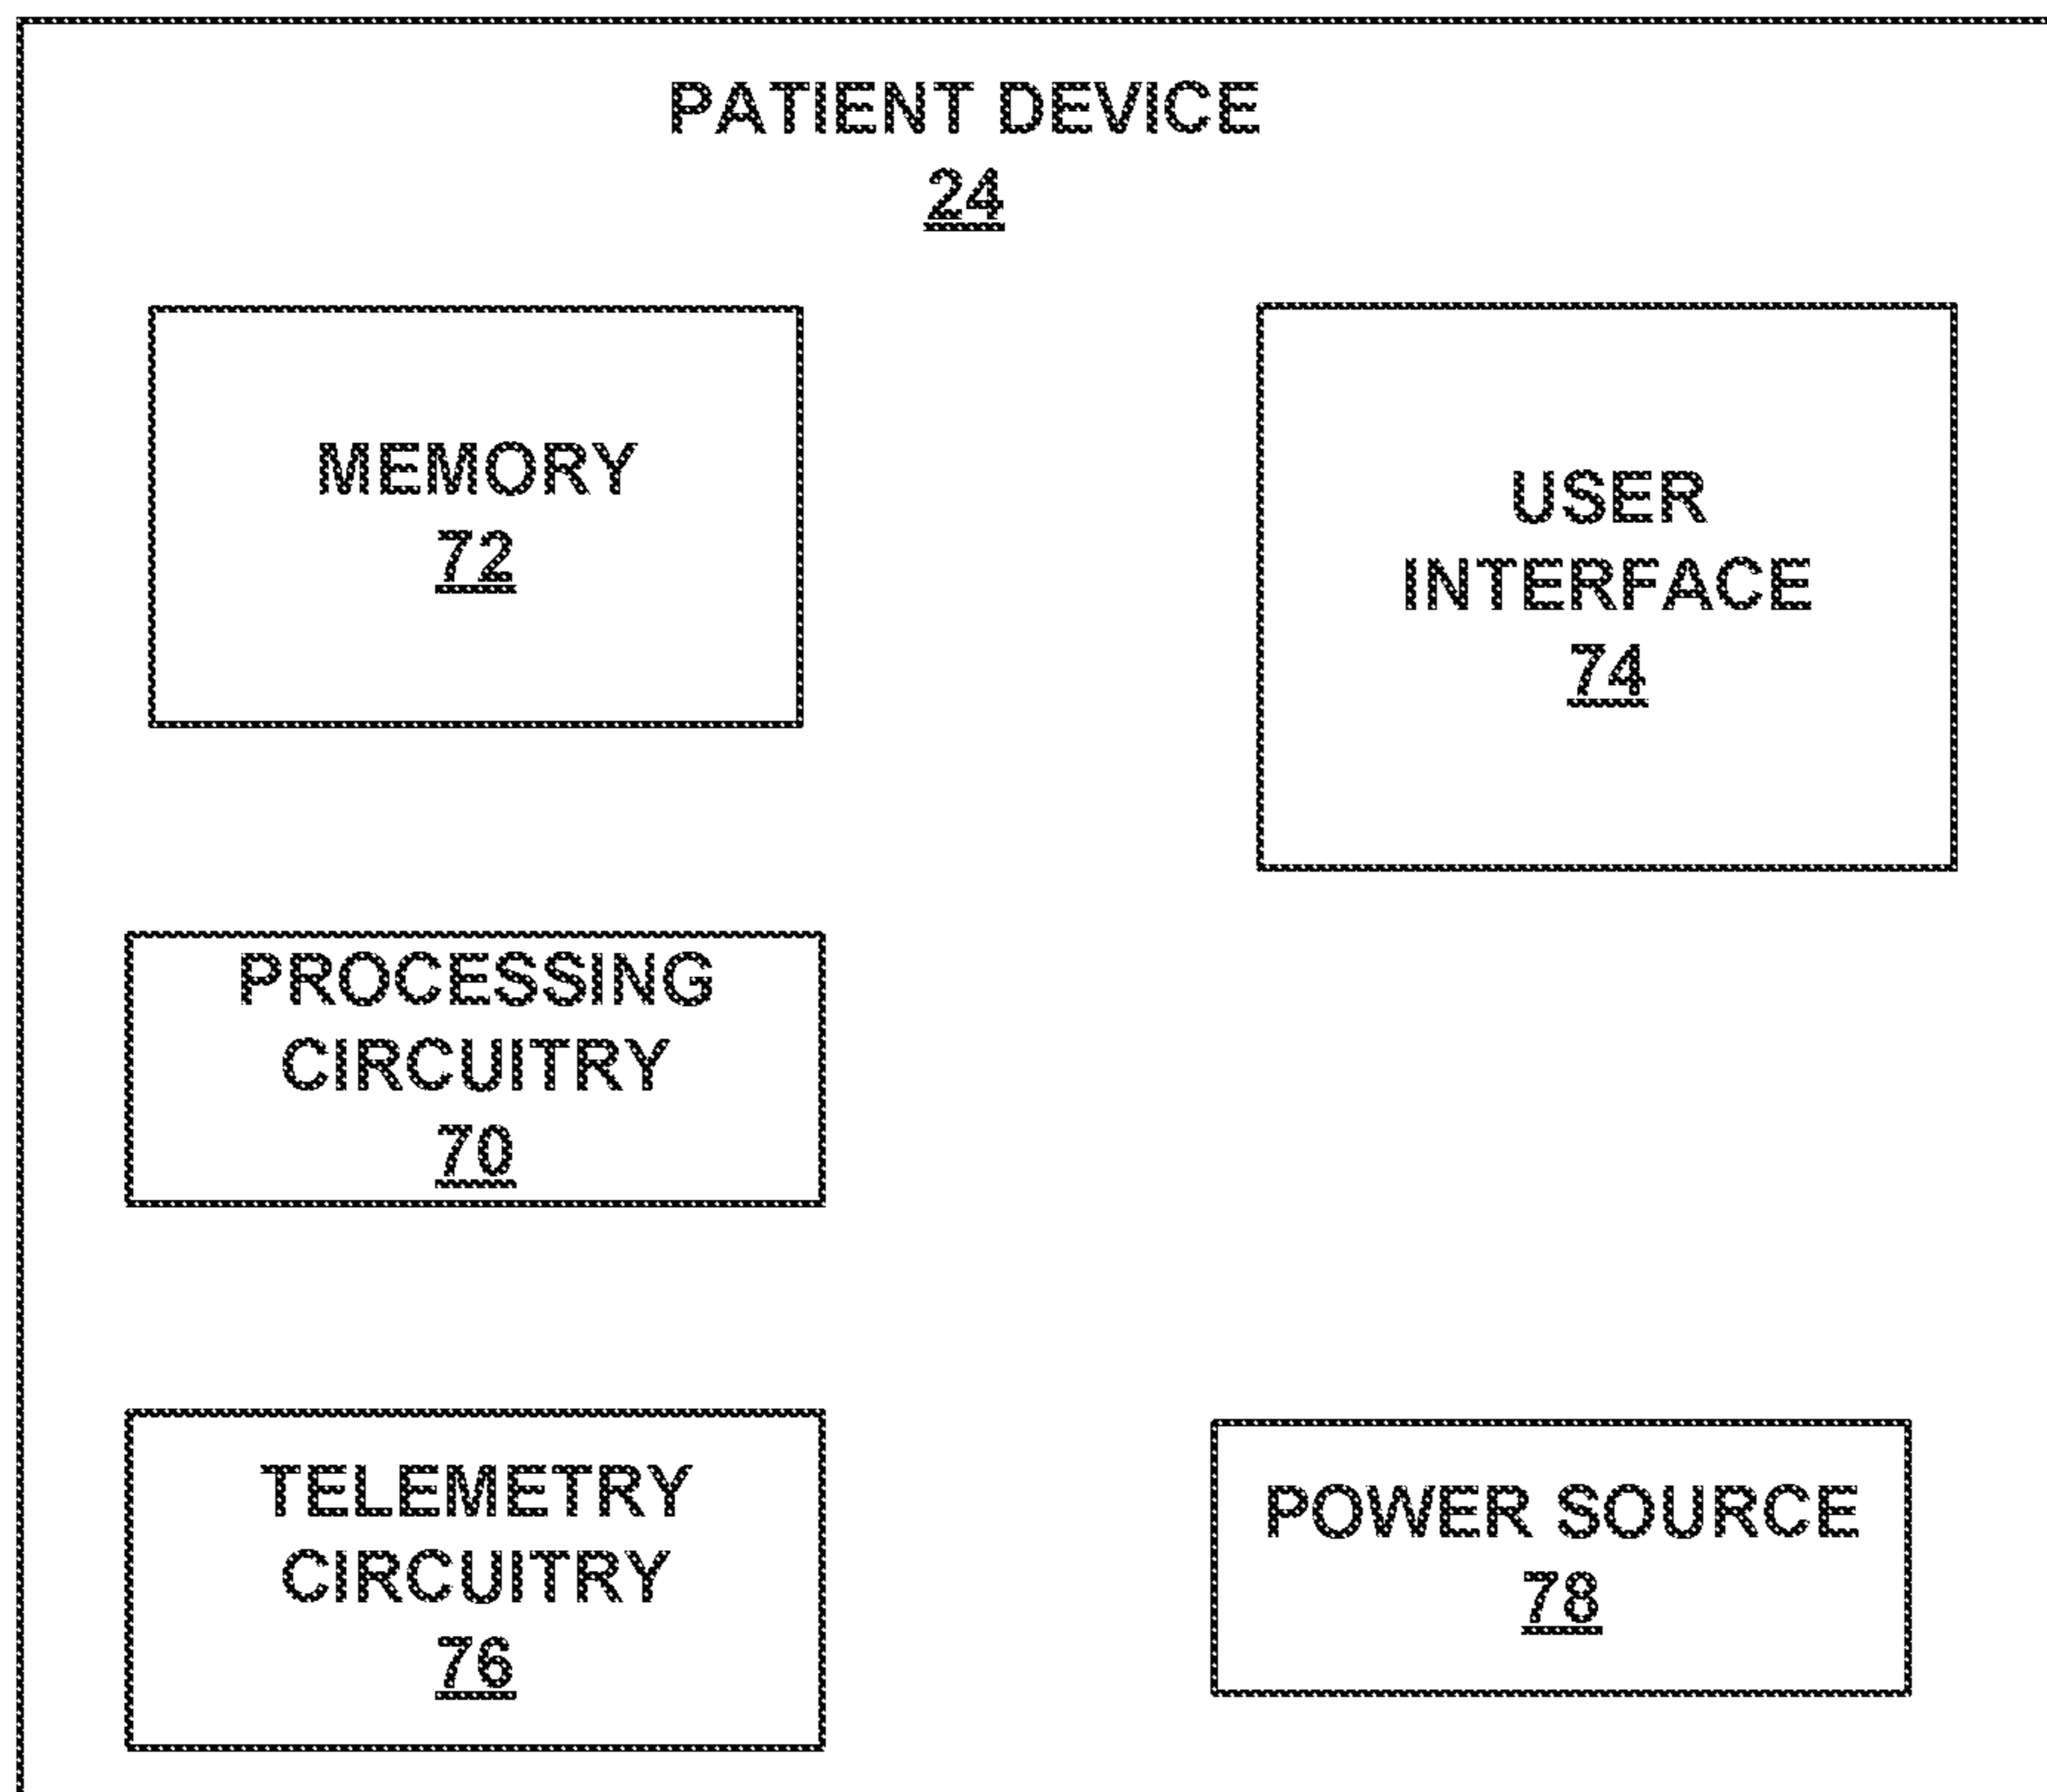 PATIENT DEVICE
24
MEMORY
72
USER
INTERFACE
74
PROCESSING
CIRCUITRY
70
TELEMETRY
CIRCUITRY
76
POWER SOURCE
78